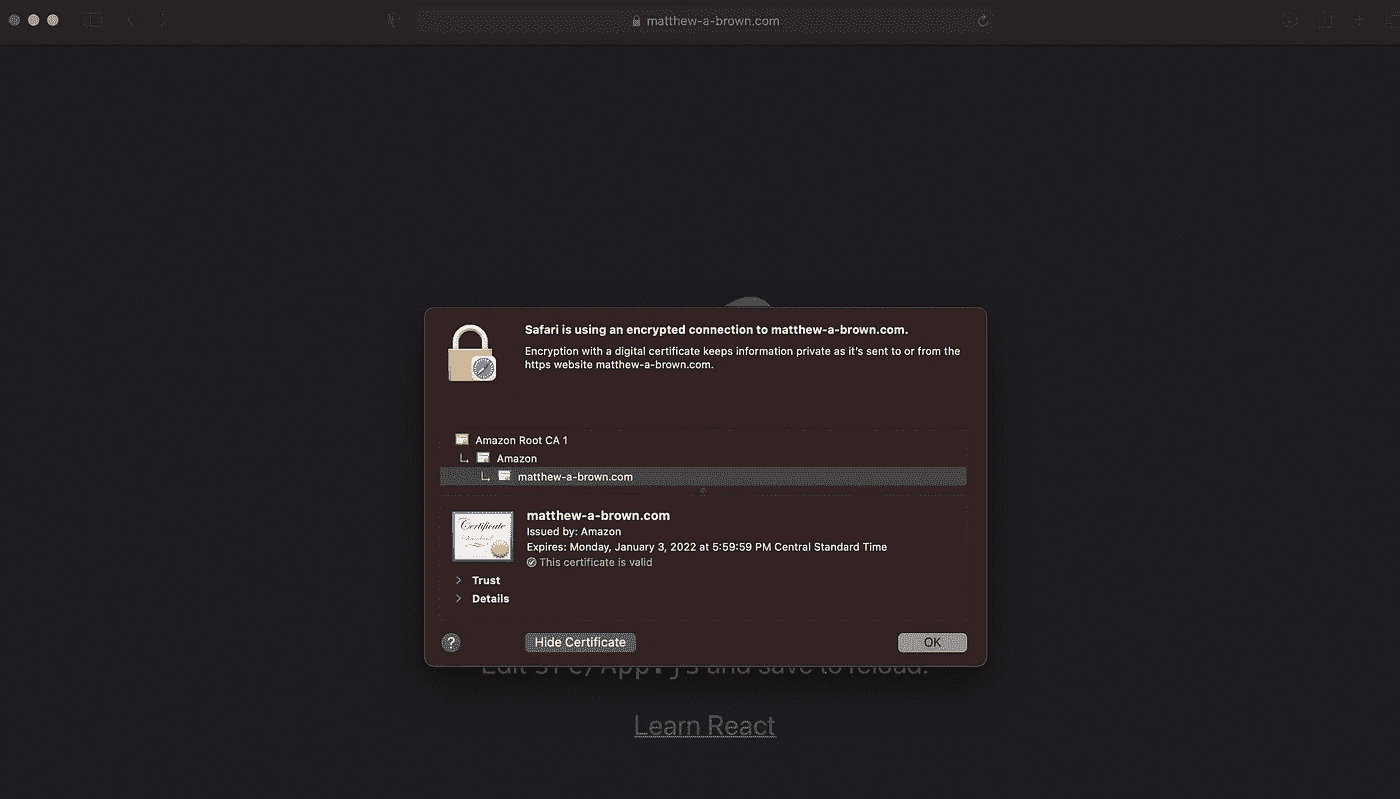 matthew-a-brown.com
Safari is using an encrypted connection to matthew-a-brown.com.
Encryption with a digital certificate keeps information private as it’s sent to or from the
https website matthew-a-brown.com.
Amazon Root CA 1
Amazon
matthew-a-brown.com
Certificate
Standard
matthew-a-brown.com
Issued by: Amazon
Expires: Monday, January 3, 2022 at 5:59:59 PM Central Standard Time
This certificate is valid
Trust
Details
?
Hide Certificate
OK
Edit src/App.js and save to reload.
Learn React